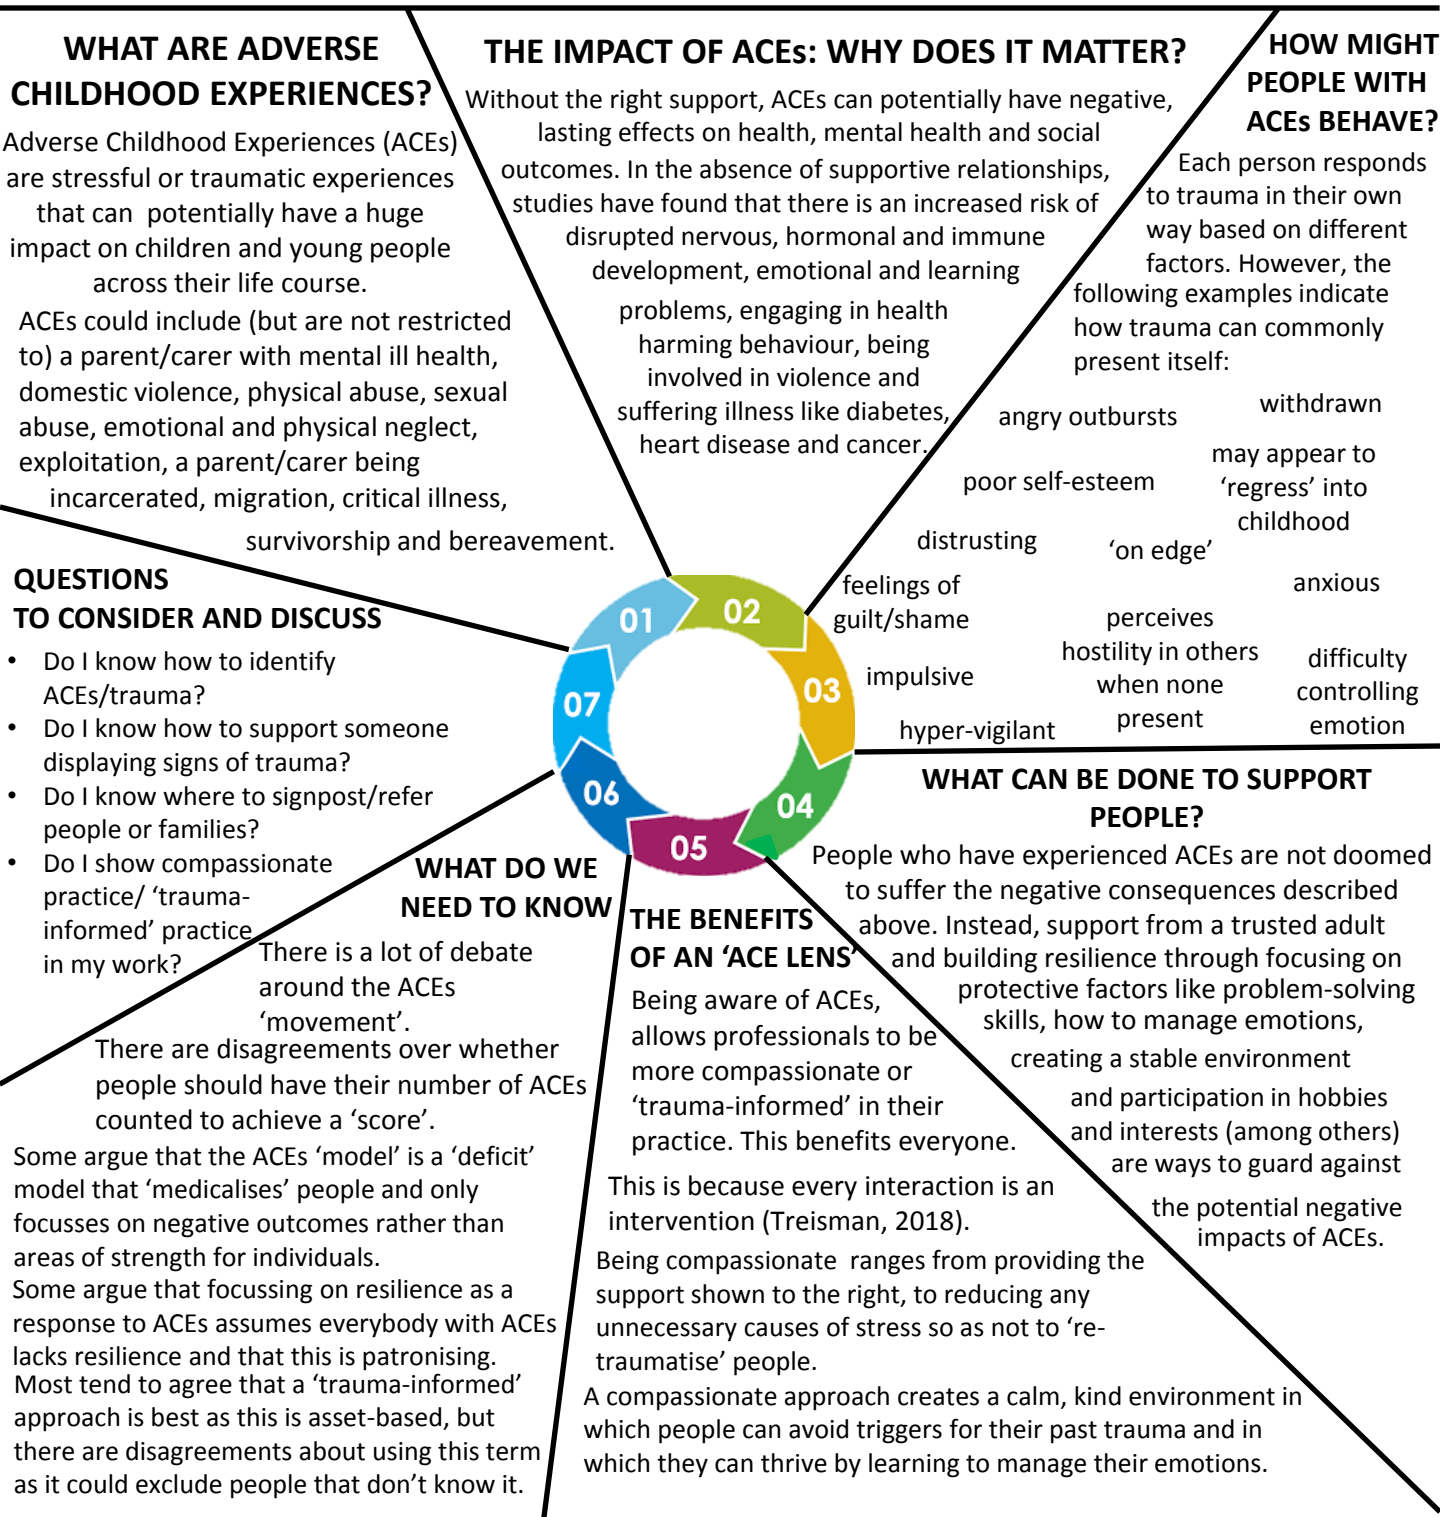 WHAT ARE ADVERSE
CHILDHOOD EXPERIENCES?
Adverse Childhood Experiences (ACEs)
are stressful or traumatic experiences
that can potentially have a huge
impact on children and young people
across their life course.
ACEs could include (but are not restricted
to) a parent/carer with mental ill health,
domestic violence, physical abuse, sexual
abuse, emotional and physical neglect,
exploitation, a parent/carer being
incarcerated, migration, critical illness,
survivorship and bereavement.
THE IMPACT OF ACEs: WHY DOES IT MATTER?
Without the right support, ACEs can potentially have negative,
lasting effects on health, mental health and social
outcomes. In the absence of supportive relationships,
studies have found that there is an increased risk of
disrupted nervous, hormonal and immune
development, emotional and learning
problems, engaging in health
harming behaviour, being
involved in violence and
suffering illness like diabetes,
heart disease and cancer.
HOW MIGHT
PEOPLE WITH
ACEs BEHAVE?
Each person responds
to trauma in their own
way based on different
factors. However, the
following examples indicate
how trauma can commonly
present itself:
angry outbursts
withdrawn
poor self-esteem
may appear to
‘regress’ into
childhood
distrusting
‘on edge’
feelings of
guilt/shame
anxious
perceives
hostility in others
when none
present
impulsive
difficulty
controlling
emotion
hyper-vigilant
01
02
03
04
05
06
07
WHAT CAN BE DONE TO SUPPORT
PEOPLE?
People who have experienced ACEs are not doomed
to suffer the negative consequences described
above. Instead, support from a trusted adult
and building resilience through focusing on
protective factors like problem-solving
skills, how to manage emotions,
creating a stable environment
and participation in hobbies
and interests (among others)
are ways to guard against
the potential negative
impacts of ACEs.
THE BENEFITS
OF AN ‘ACE LENS’
Being aware of ACEs,
allows professionals to be
more compassionate or
‘trauma-informed’ in their
practice. This benefits everyone.
This is because every interaction is an
intervention (Treisman, 2018).
Being compassionate ranges from providing the
support shown to the right, to reducing any
unnecessary causes of stress so as not to ‘re-
traumatise’ people.
A compassionate approach creates a calm, kind environment in
which people can avoid triggers for their past trauma and in
which they can thrive by learning to manage their emotions.
WHAT DO WE
NEED TO KNOW
There is a lot of debate
around the ACEs
‘movement’.
There are disagreements over whether
people should have their number of ACEs
counted to achieve a ‘score’.
Some argue that the ACEs ‘model’ is a ‘deficit’
model that ‘medicalises’ people and only
focusses on negative outcomes rather than
areas of strength for individuals.
Some argue that focussing on resilience as a
response to ACEs assumes everybody with ACEs
lacks resilience and that this is patronising.
Most tend to agree that a ‘trauma-informed’
approach is best as this is asset-based, but
there are disagreements about using this term
as it could exclude people that don’t know it.
QUESTIONS
TO CONSIDER AND DISCUSS
• Do I know how to identify
ACEs/trauma?
• Do I know how to support someone
displaying signs of trauma?
• Do I know where to signpost/refer
people or families?
• Do I show compassionate
practice/ ‘trauma-
informed’ practice
in my work?